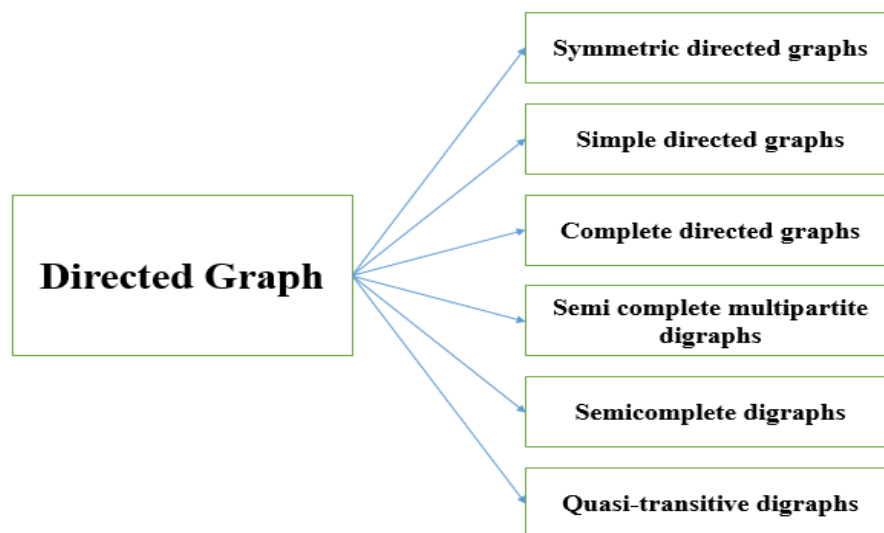 Symmetric directed graphs
Simple directed graphs
Directed Graph
Complete directed graphs
Semi complete multipartite
digraphs
Semicomplete digraphs
Quasi-transitive digraphs